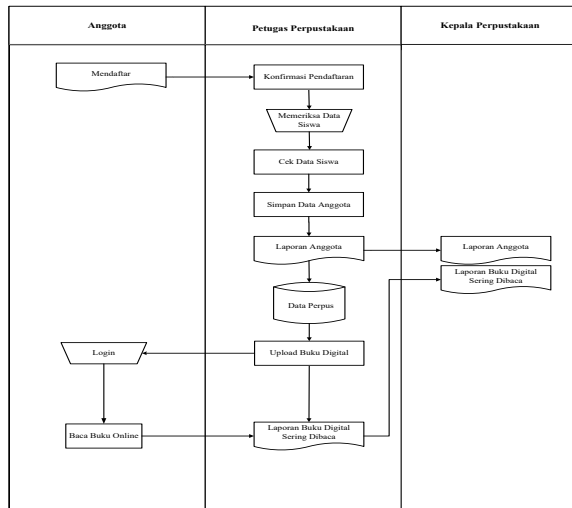 Anggota
Petugas Perpustakaan
Kepala Perpustakaan
Mendaftar
Konfirmasi Pendaftaran
Memeriksa Data
Siswa
Cek Data Siswa
Simpan Data Anggota
Laporan Anggota
Laporan Anggota
Laporan Buku Digital
Sering Dibaca
Data Perpus
Login
Upload Buku Digital
Baca Buku Online
Laporan Buku Digital
Sering Dibaca